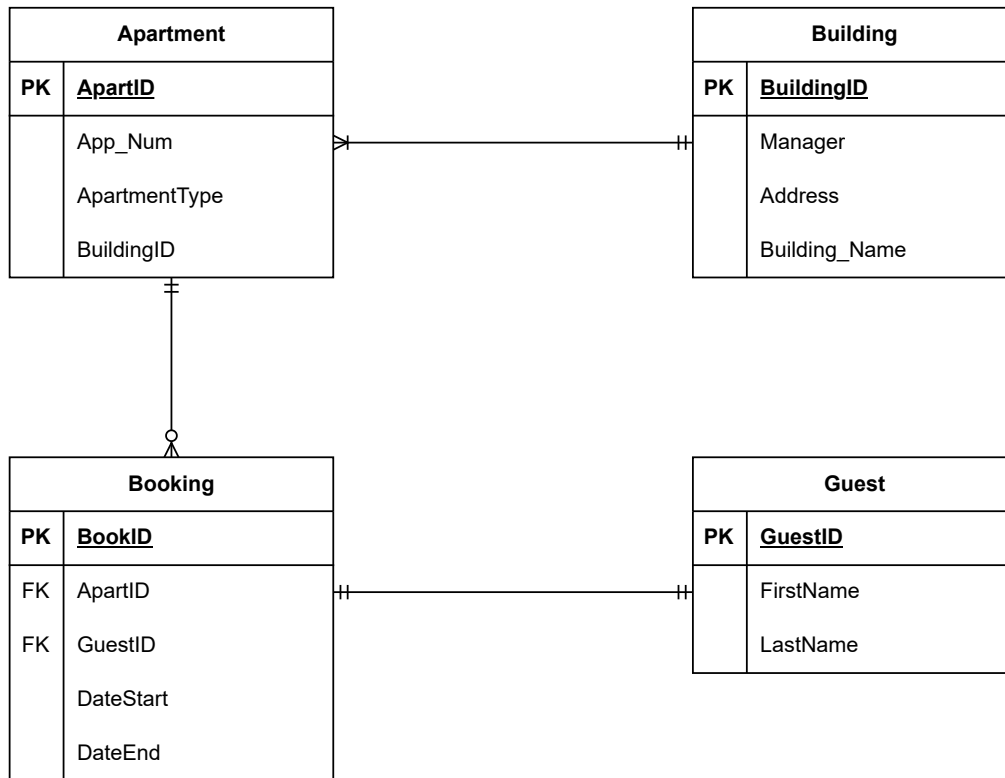 Apartment
PK ApartID
App_Num
ApartmentType
BuildingID
Building
PK BuildingID
Manager
Address
Building_Name
Booking
PK BookID
FK ApartID
FK GuestID
DateStart
DateEnd
Guest
PK GuestID
FirstName
LastName